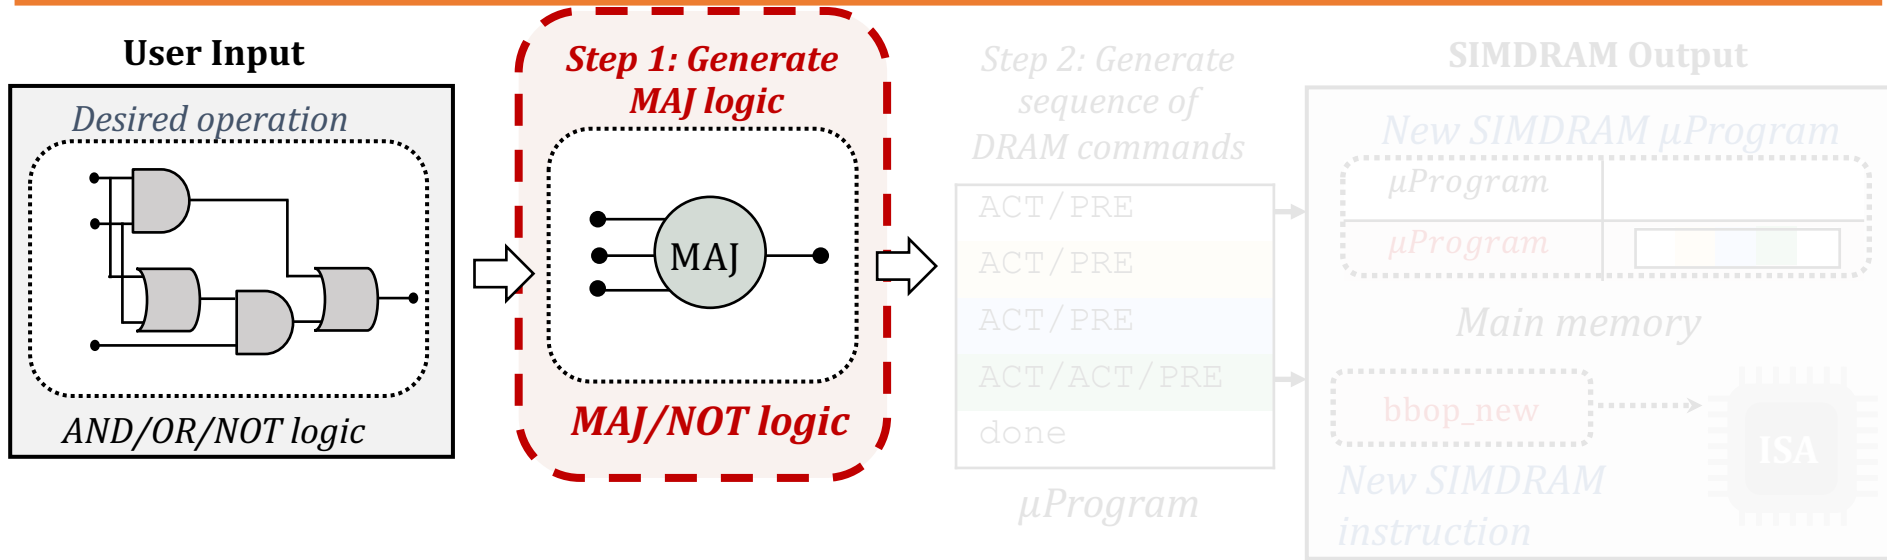 User Input
Desired operation
AND/OR/NOT logic
Step 1: Generate
MAJ logic
MAJ
MAJ/NOT logic
Step 2: Generate
sequence of
DRAM commands
ACT/PRE
ACT/PRE
ACT/PRE
ACT/ACT/PRE
done
μProgram
SIMDRAM Output
New SIMDRAM μProgram
μProgram
μProgram
Main memory
bbop_new
ISA
New SIMDRAM
instruction